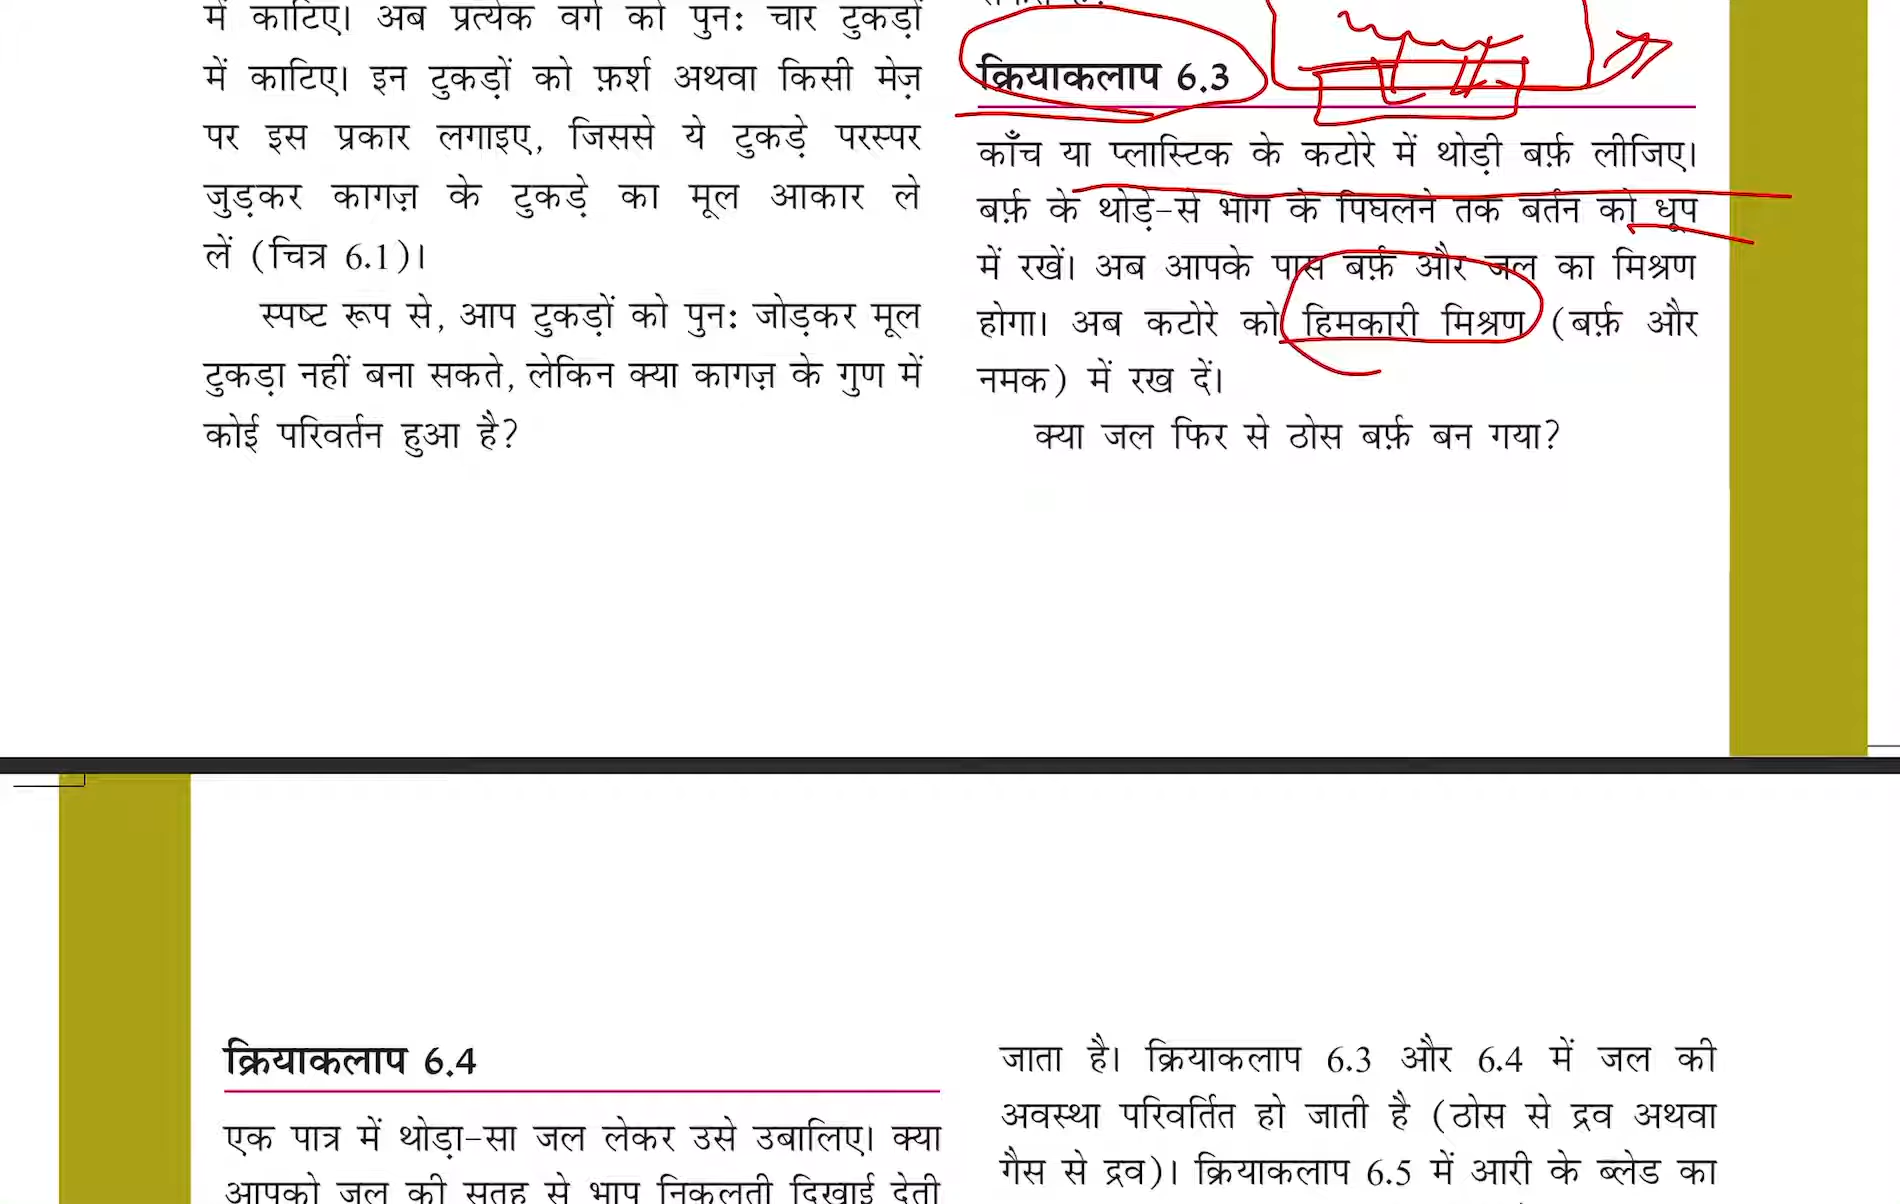 में काटिए। अब प्रत्येक वर्ग को पुनः चार टुकड़ों
में काटिए। इन टुकड़ों को फ़र्श अथवा किसी मेज़
पर इस प्रकार लगाइए, जिससे ये टुकड़े परस्पर
जुड़कर कागज़ के टुकड़े का मूल आकार ले
लें (चित्र 6.1)।
स्पष्ट रूप से, आप टुकड़ों को पुनः जोड़कर मूल
टुकड़ा नहीं बना सकते, लेकिन क्या कागज़ के गुण में
कोई परिवर्तन हुआ है?
क्रियाकलाप 6.3
काँच या प्लास्टिक के कटोरे में थोड़ी बर्फ़ लीजिए।
बर्फ़ के थोड़े-से भाग के पिघलने तक बर्तन को धूप
में रखें। अब आपके पास बर्फ़ और जल का मिश्रण
होगा। अब कटोरे को हिमकारी मिश्रण (बर्फ़ और
नमक) में रख दें।
क्या जल फिर से ठोस बर्फ़ बन गया?
क्रियाकलाप 6.4
एक पात्र में थोड़ा-सा जल लेकर उसे उबालिए। क्या
आपको जल की सतह से भाप निकलती दिखाई देती
जाता है। क्रियाकलाप 6.3 और 6.4 में जल की
अवस्था परिवर्तित हो जाती है (ठोस से द्रव अथवा
गैस से द्रव)। क्रियाकलाप 6.5 में आरी के ब्लेड का